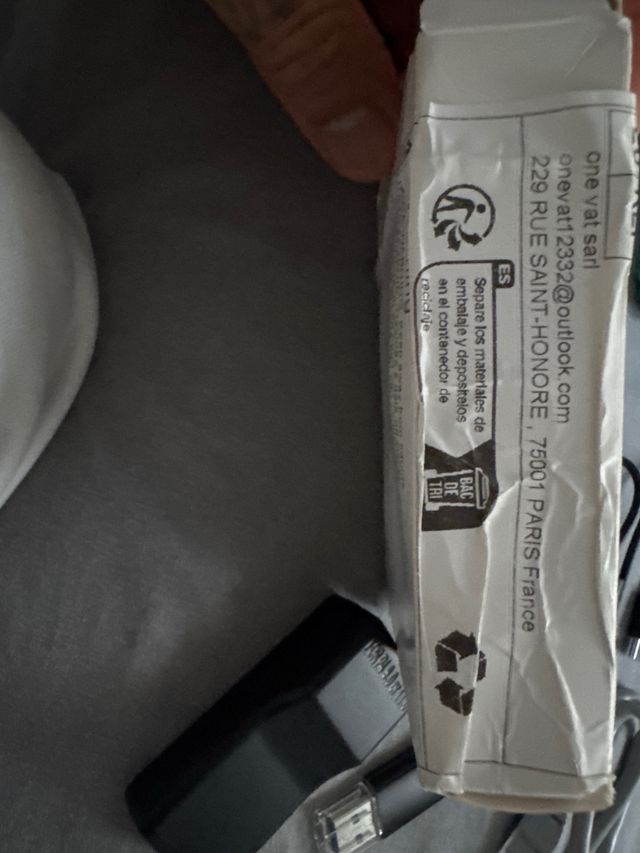 one vat sarl
onevat12332@outlook.com
229 RUE SAINT-HONORE, 75001 PARIS France
ES
Separe los materiales de
embalaje y deposítelos
en el contenedor de
reciclaje
BAC
DE
TRI